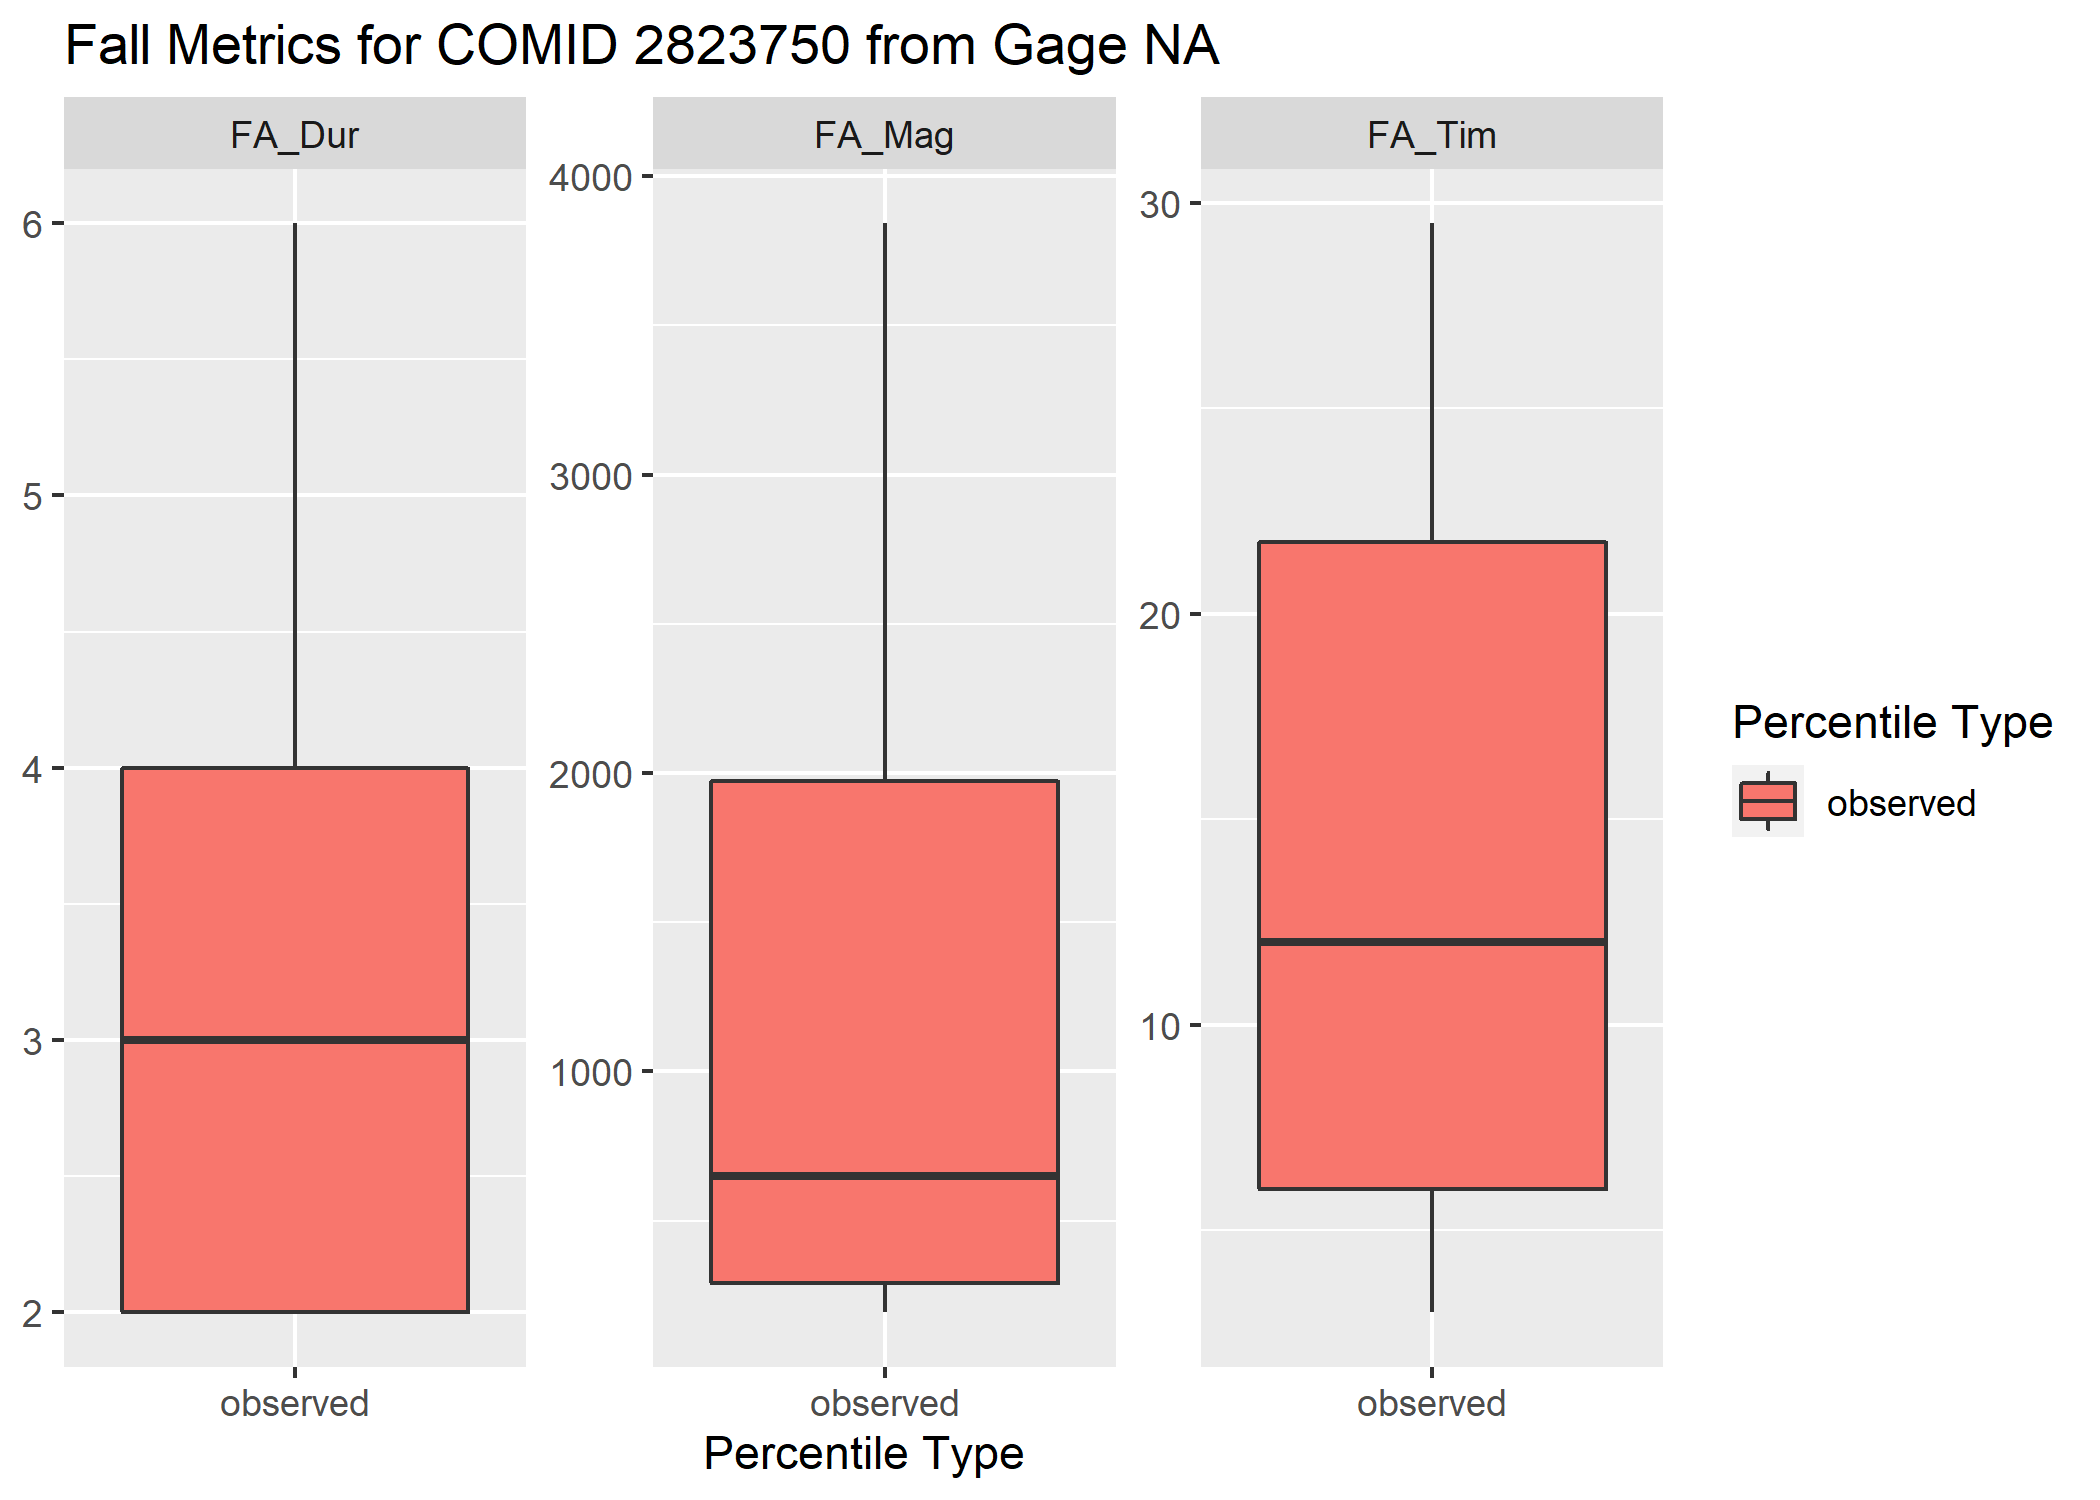 Fall Metrics for COMID 2823750 from Gage NA
FA_Dur
FA_Mag
FA_Tim
6
5
4
3
2
4000
3000
2000
1000
30
20
10
observed
observed
observed
Percentile Type
Percentile Type
observed